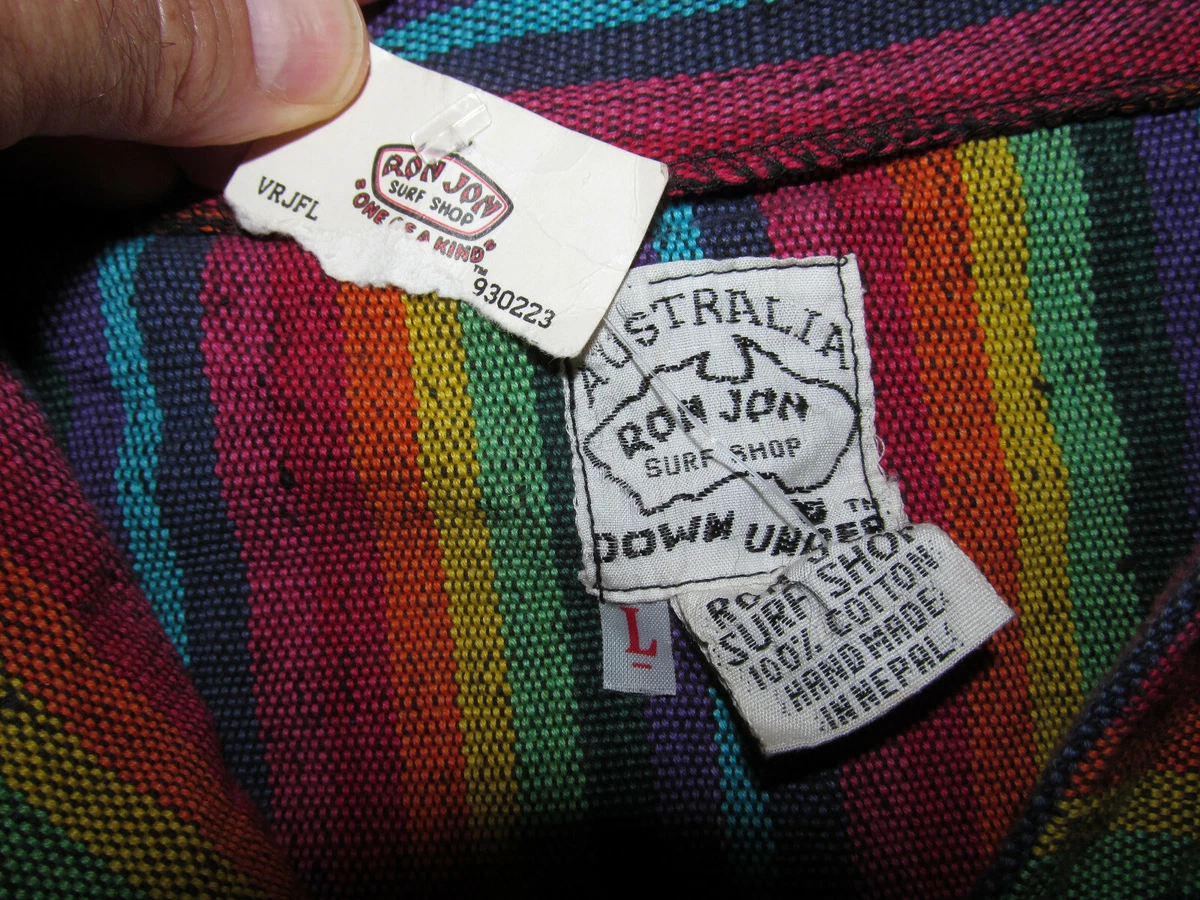 VRJFL
RON JON
SURF SHOP
"ONE OF A KIND"
™
930223
AUSTRALIA
RON JON
SURF SHOP
TM
DOWN UNDER
L
SHOP
SURF
100% COTTON
HAND MADE
IN NEPAL